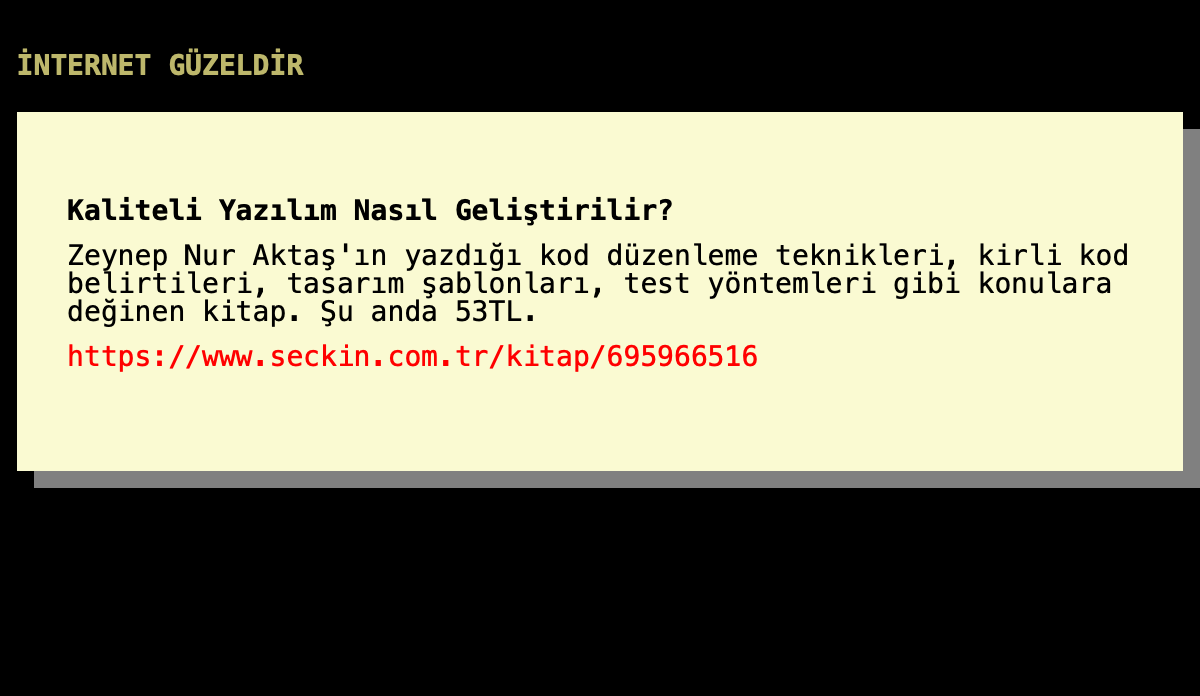 İNTERNET GÜZELDİR
Kaliteli Yazılım Nasıl Geliştirilir?
Zeynep Nur Aktaş'ın yazdığı kod düzenleme teknikleri, kirli kod
belirtileri, tasarım şablonları, test yöntemleri gibi konulara
değinen kitap. Şu anda 53TL.
https://www.seckin.com.tr/kitap/695966516